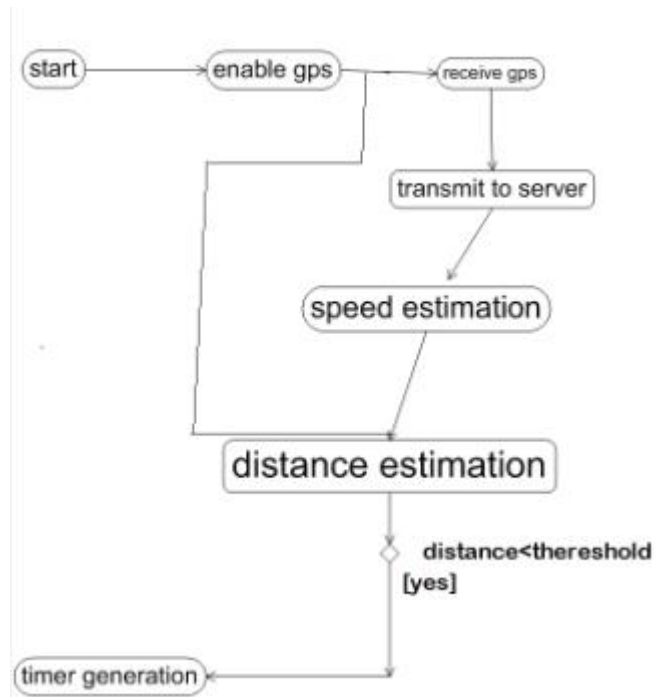 start
enable gps
receive gps
transmit to server
speed estimation
distance estimation
distance<thereshold
[yes]
timer generation